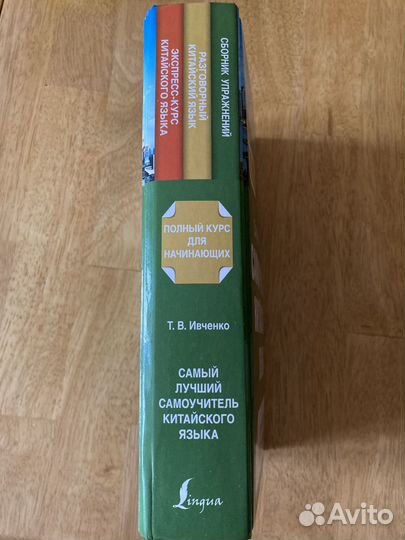 ЭКСПРЕСС-КУРС
КИТАЙСКОГО ЯЗЫКА
РАЗГОВОРНЫЙ
КИТАЙСКИЙ ЯЗЫК
СБОРНИК УПРАЖНЕНИЙ
ПОЛНЫЙ КУРС
ДЛЯ
НАЧИНАЮЩИХ
Т. В. Ивченко
САМЫЙ
ЛУЧШИЙ
САМОУЧИТЕЛЬ
КИТАЙСКОГО
ЯЗЫКА
Lingua
Avito